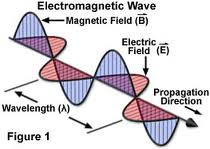 Electromagnetic Wave
Magnetic Field (B)
Electric
Field (E)
Wavelength (λ)
Propagation
Direction
Figure 1